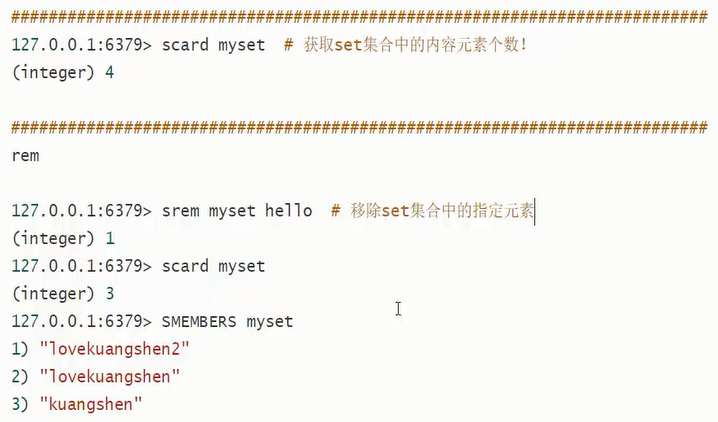 ##########################################################################
127.0.0.1:6379> scard myset  # 获取set集合中的内容元素个数！
(integer) 4
##########################################################################
rem
127.0.0.1:6379> srem myset hello  # 移除set集合中的指定元素
(integer) 1
127.0.0.1:6379> scard myset
(integer) 3
127.0.0.1:6379> SMEMBERS myset
1) "lovekuangshen2"
2) "lovekuangshen"
3) "kuangshen"